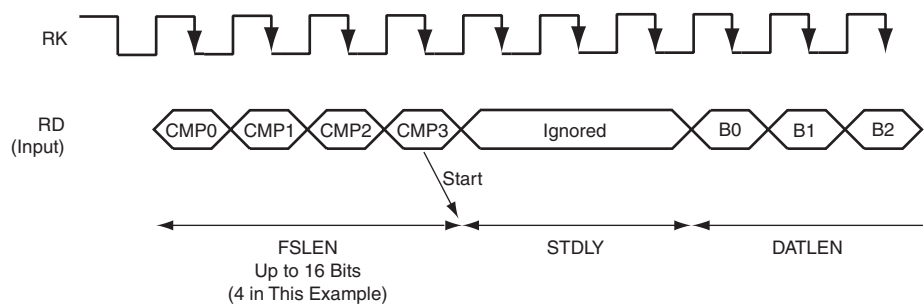 RK
RD
(Input)
CMP0 CMP1 CMP2 CMP3 Ignored B0 B1 B2
Start
FSLEN STDLY DATLEN
Up to 16 Bits
(4 in This Example)